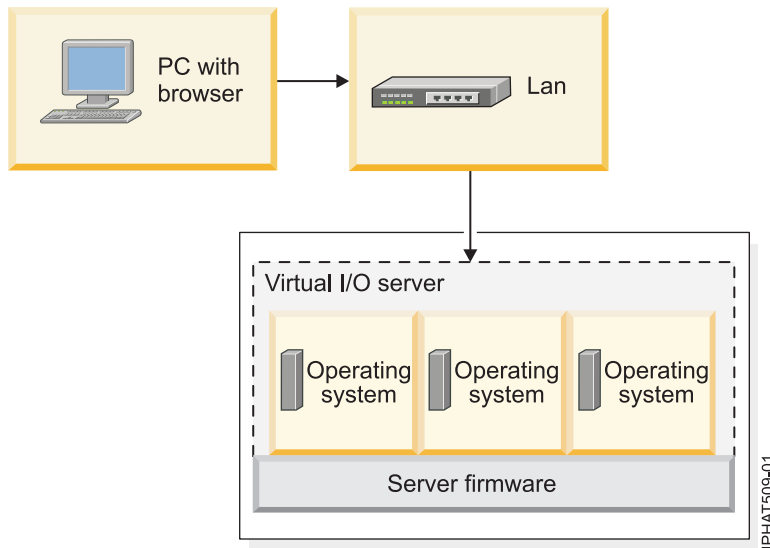 PC with
browser
Lan
Virtual I/O server
Operating
system
Operating
system
Operating
system
Server firmware
IPHAT509-01